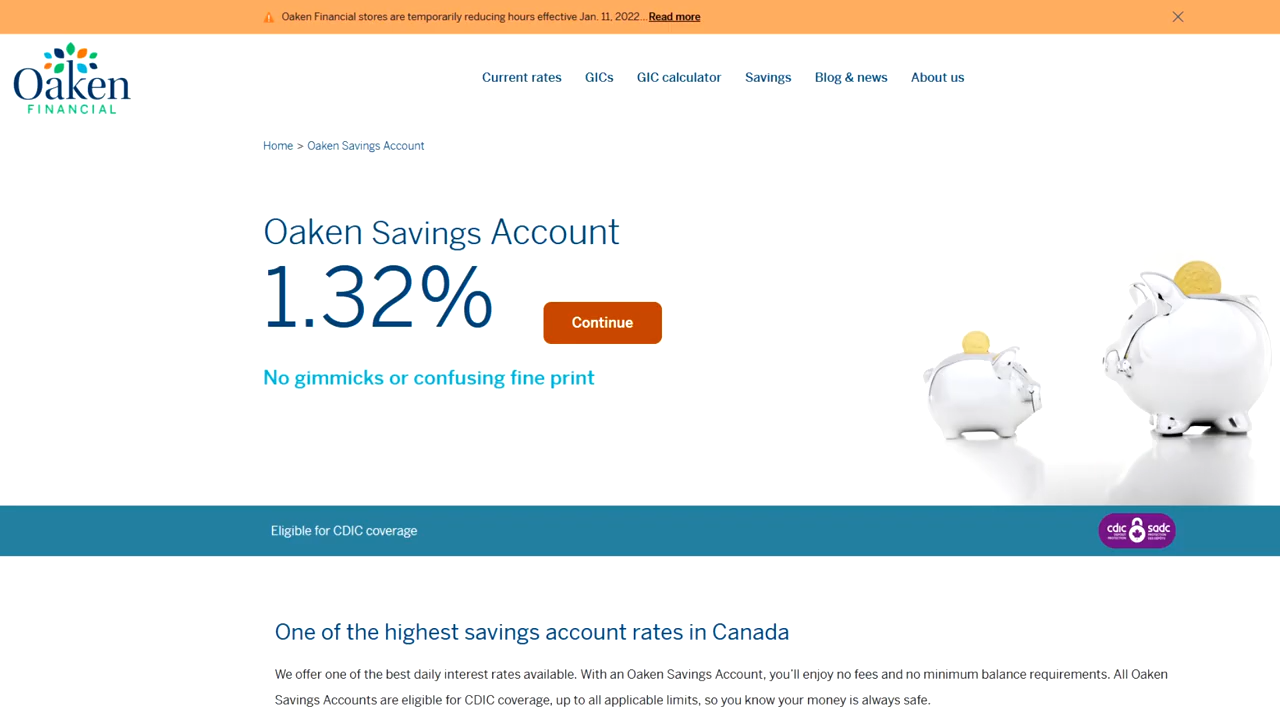 Oaken Financial stores are temporarily reducing hours effective Jan. 11, 2022... Read more
Oaken
FINANCIAL
Current rates GICs GIC calculator Savings Blog & news About us
Home > Oaken Savings Account
Oaken Savings Account
1.32%
Continue
No gimmicks or confusing fine print
Eligible for CDIC coverage
cdic sadc
One of the highest savings account rates in Canada
We offer one of the best daily interest rates available. With an Oaken Savings Account, you'll enjoy no fees and no minimum balance requirements. All Oaken
Savings Accounts are eligible for CDIC coverage, up to all applicable limits, so you know your money is always safe.